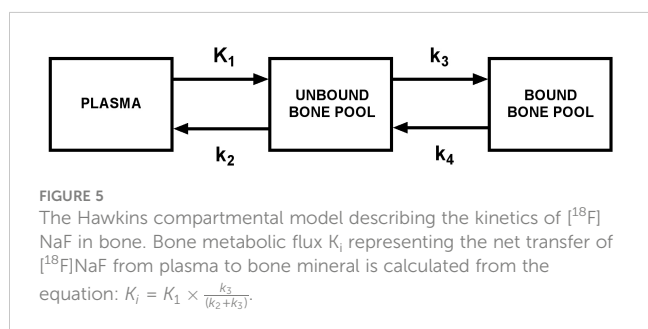 K₁
k₃
PLASMA
UNBOUND
BONE POOL
BOUND
BONE POOL
k₂
k₄
FIGURE 5
The Hawkins compartmental model describing the kinetics of [¹⁸F]
NaF in bone. Bone metabolic flux Kᵢ representing the net transfer of
[¹⁸F]NaF from plasma to bone mineral is calculated from the
equation: Kᵢ = K₁ × k₃/(k₂+k₃).